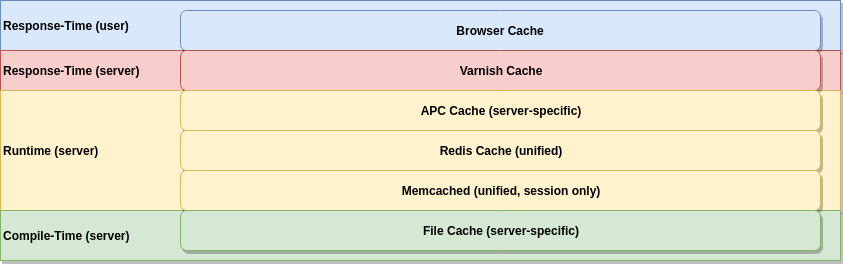 Response-Time (user)
Browser Cache
Response-Time (server)
Varnish Cache
APC Cache (server-specific)
Runtime (server)
Redis Cache (unified)
Memcached (unified, session only)
Compile-Time (server)
File Cache (server-specific)